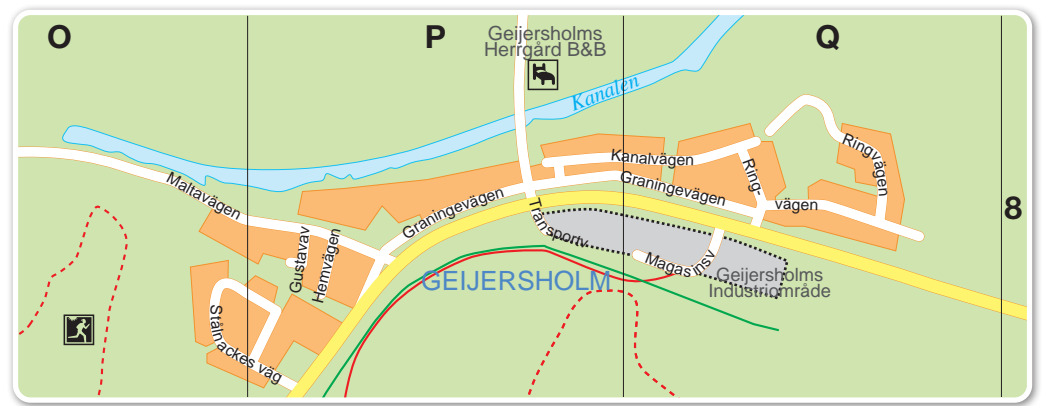 O
P
Q
Geijersholms
Herrgård B&B
Kanalen
Ringvägen
Kanalvägen
Ring-
vägen
Maltavägen
Graningevägen
Graningevägen
8
Transportv
Gustavav
Hemvägen
Magasinsv
Geijersholms
Industriområde
GEIJERSHOLM
Stålnackes väg